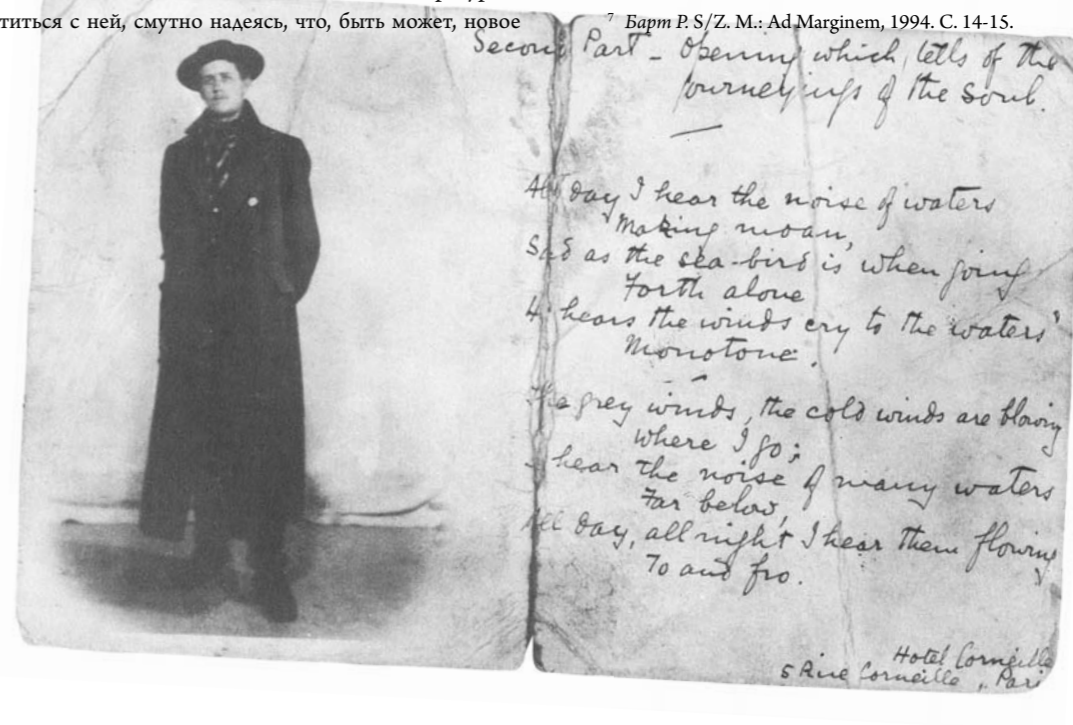 титься с ней, смутно надеясь, что, быть может, новое
⁷ Барт Р. S/Z. М.: Ad Marginem, 1994. С. 14-15.
Second Part – Opening which tells of the
journeyings of the soul.
All day I hear the noise of waters
Making moan,
Sad as the sea-bird is when going
Forth alone
He hears the winds cry to the waters'
Monotone.
The grey winds, the cold winds are blowing
where I go;
I hear the noise of many waters
Far below,
All day, all night I hear them flowing
To and fro.
Hotel Corneille
5 Rue Corneille, Paris